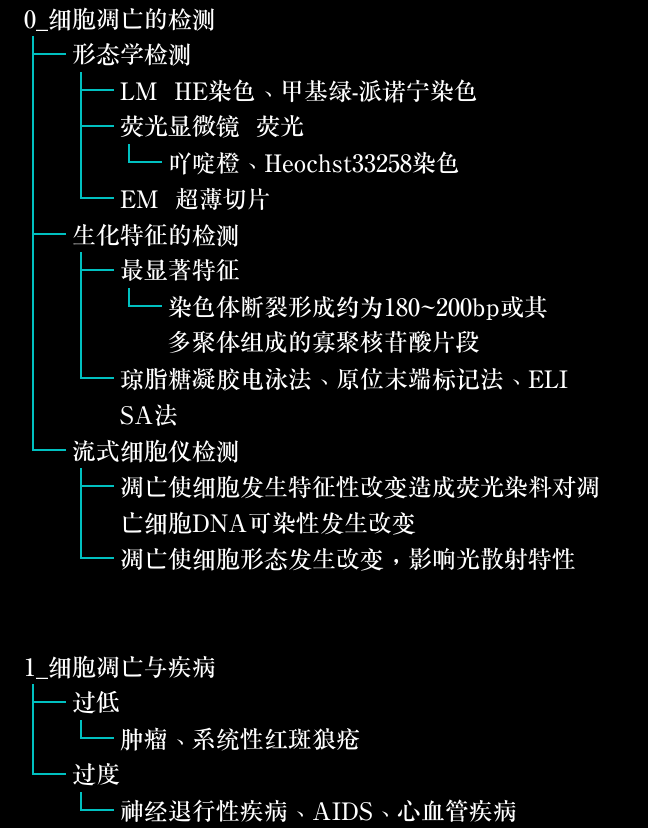 0_细胞凋亡的检测
形态学检测
LM HE染色、甲基绿-派诺宁染色
荧光显微镜 荧光
吖啶橙、Heochst33258染色
EM 超薄切片
生化特征的检测
最显著特征
染色体断裂形成约为180~200bp或其
多聚体组成的寡聚核苷酸片段
琼脂糖凝胶电泳法、原位末端标记法、ELI
SA法
流式细胞仪检测
凋亡使细胞发生特征性改变造成荧光染料对凋
亡细胞DNA可染性发生改变
凋亡使细胞形态发生改变，影响光散射特性
1_细胞凋亡与疾病
过低
肿瘤、系统性红斑狼疮
过度
神经退行性疾病、AIDS、心血管疾病